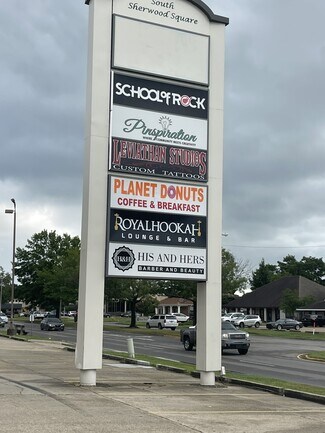 South
Sherwood Square
SCHOOL of ROCK
Pinspiration
LEVIATHAN STUDIOS
CUSTOM TATTOOS
PLANET DONUTS
COFFEE & BREAKFAST
ROYALHOOKAH
LOUNGE & BAR
H&H
HIS AND HERS
BARBER AND BEAUTY